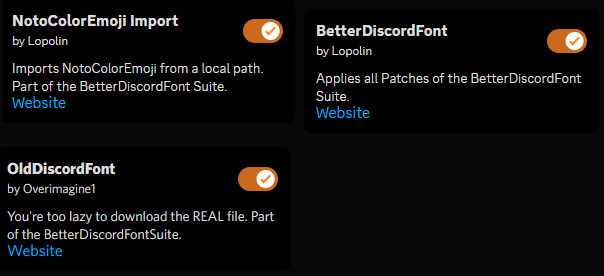 NotoColorEmoji Import
by Lopolin
Imports NotoColorEmoji from a local path.
Part of the BetterDiscordFont Suite.
Website
BetterDiscordFont
by Lopolin
Applies all Patches of the BetterDiscordFont
Suite.
Website
OldDiscordFont
by Overimagine1
You're too lazy to download the REAL file. Part
of the BetterDiscordFontSuite.
Website